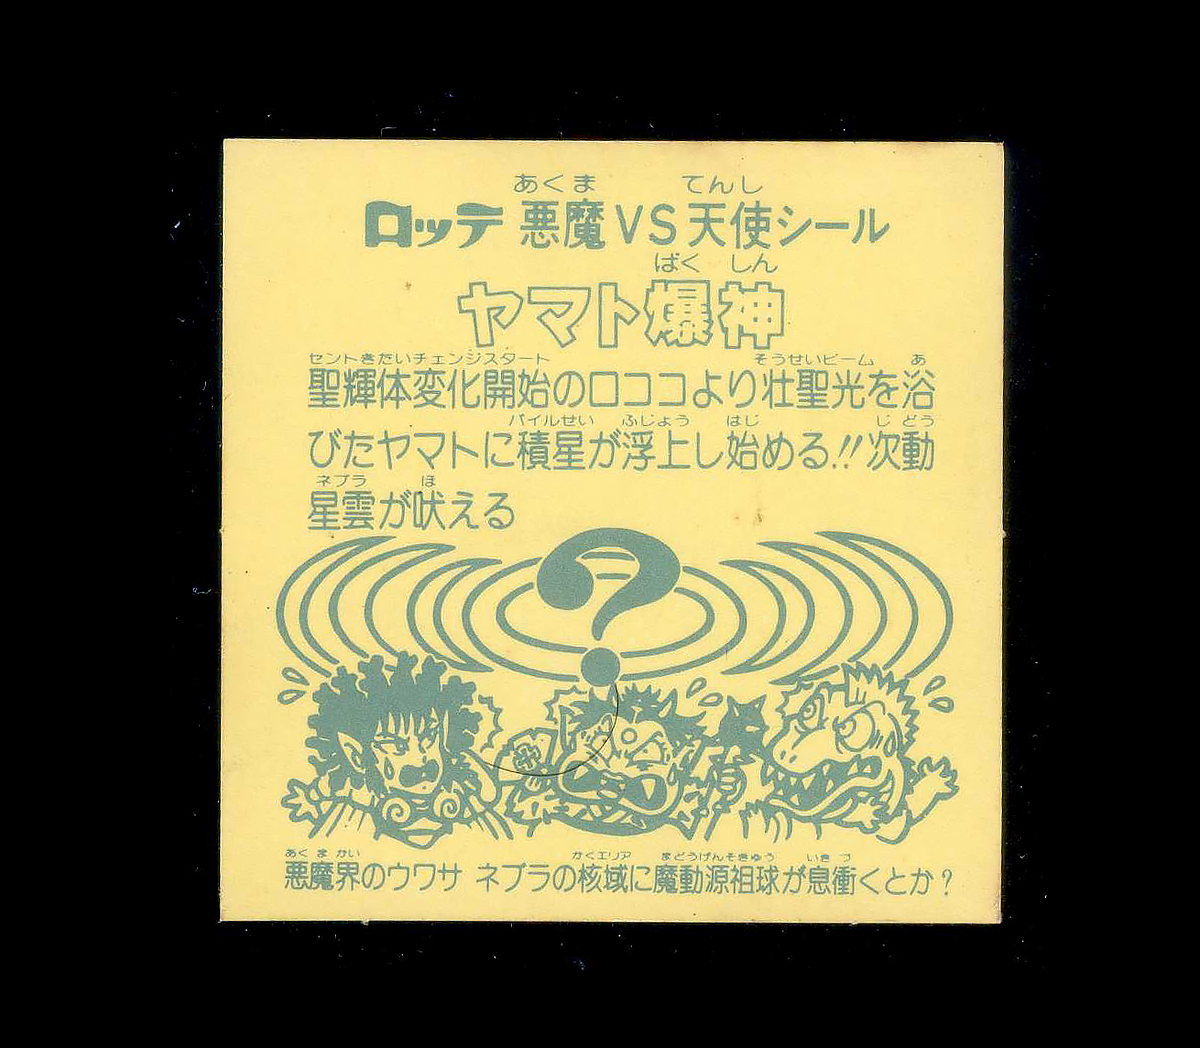 あくま てんし
ロッテ 悪魔VS天使シール
ばくしん
ヤマト爆神
セントきたいチェンジスタート そうせいビーム あ
聖輝体変化開始のロココより壮聖光を浴
パイルせい ふじょう はじ じどう
びたヤマトに積星が浮上し始める!!次動
ネブラ ほ
星雲が吠える
?
あくまかい かくエリア まどうげんそきゅう いきづ
悪魔界のウワサ ネブラの核域に魔動源祖球が息衝くとか?